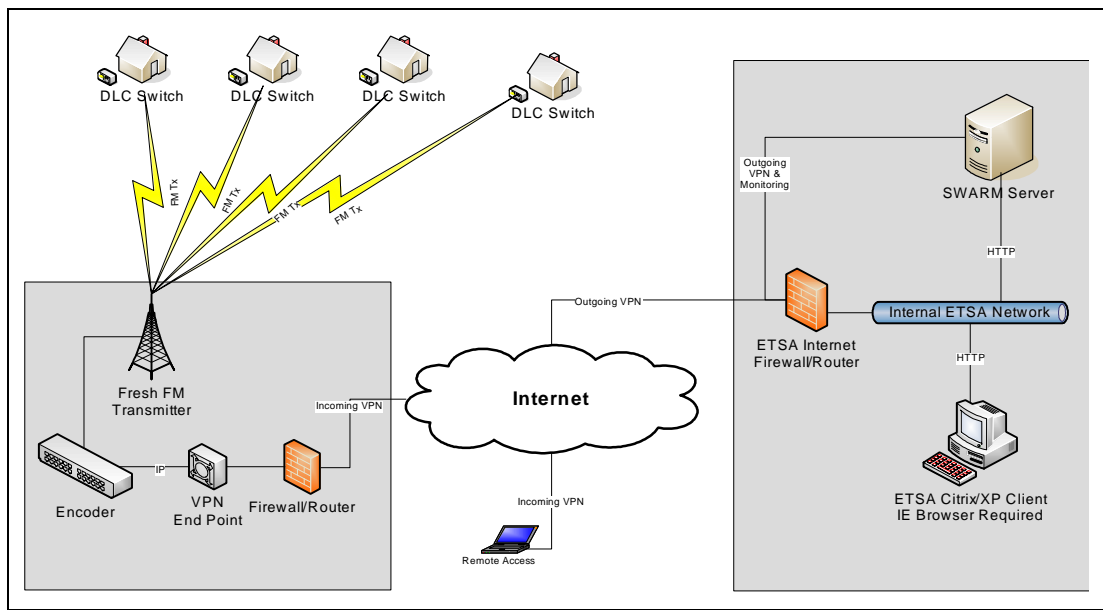 DLC Switch
DLC Switch
DLC Switch
DLC Switch
FM Tx
FM Tx
FM Tx
FM Tx
Outgoing
VPN &
Monitoring
SWARM Server
HTTP
Outgoing VPN
Internal ETSA Network
ETSA Internet
Firewall/Router
HTTP
Fresh FM
Transmitter
Incoming VPN
Internet
IP
Encoder
VPN
End Point
Firewall/Router
Incoming VPN
ETSA Citrix/XP Client
IE Browser Required
Remote Access